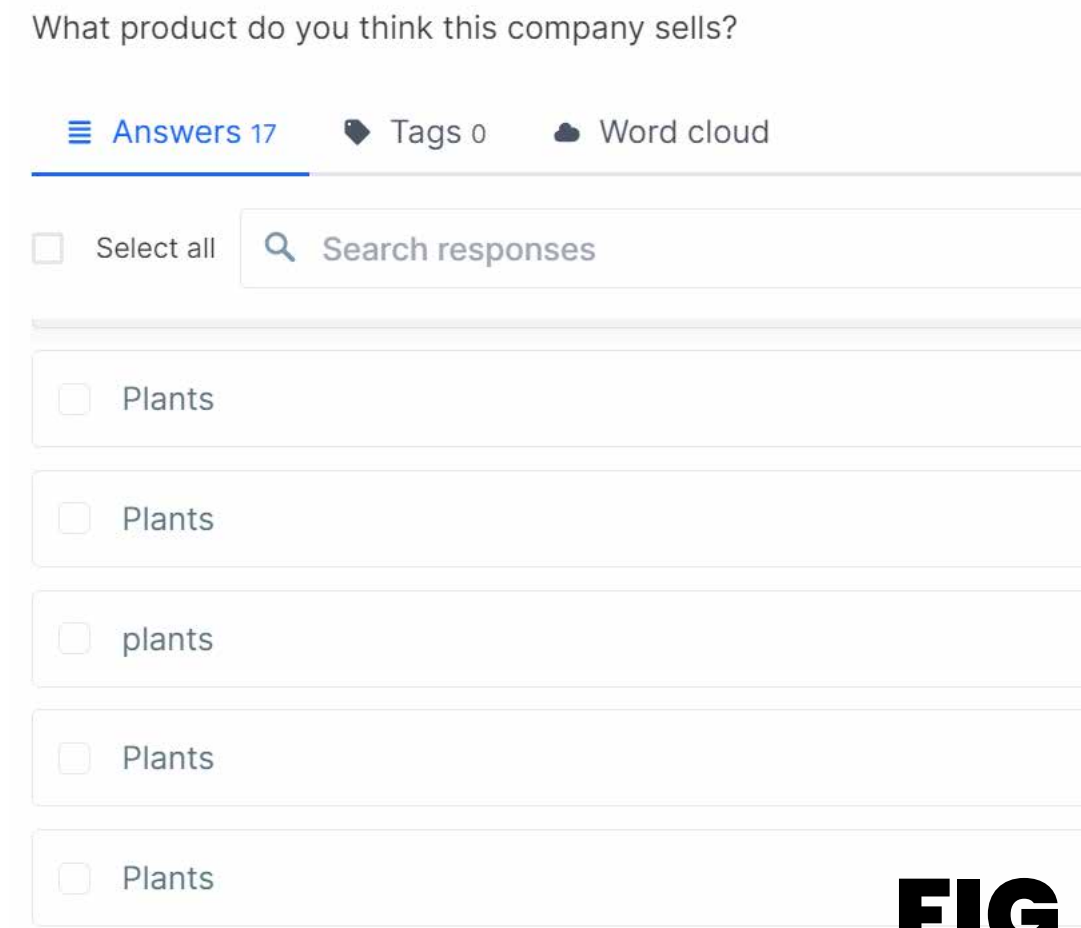 What product do you think this company sells?
Answers 17 Tags 0 Word cloud
Select all Search responses
Plants
Plants
plants
Plants
Plants
FIG